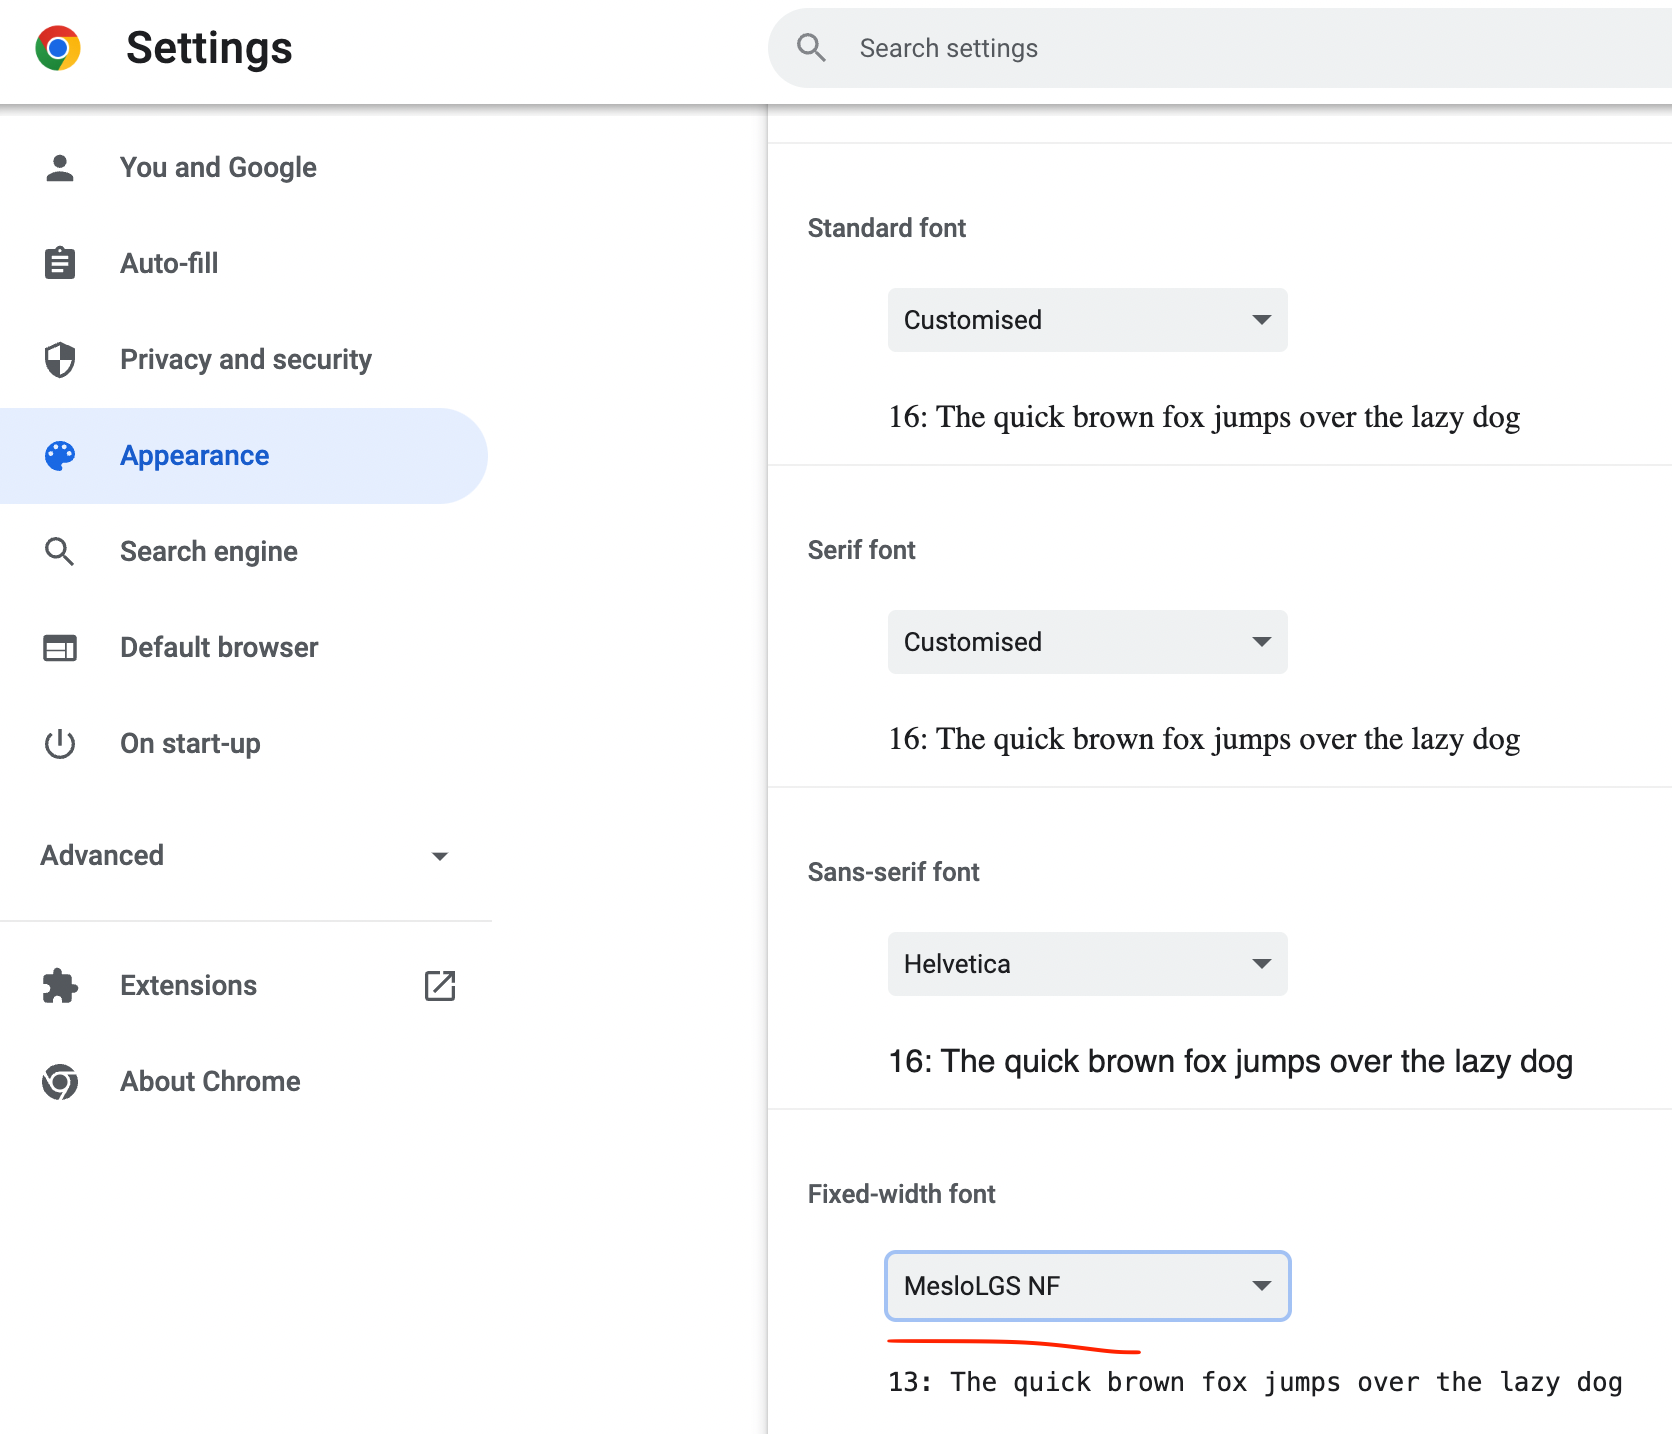 Settings
Search settings
You and Google
Auto-fill
Privacy and security
Appearance
Search engine
Default browser
On start-up
Advanced
Extensions
About Chrome
Standard font
Customised
16: The quick brown fox jumps over the lazy dog
Serif font
Customised
16: The quick brown fox jumps over the lazy dog
Sans-serif font
Helvetica
16: The quick brown fox jumps over the lazy dog
Fixed-width font
MesloLGS NF
13: The quick brown fox jumps over the lazy dog